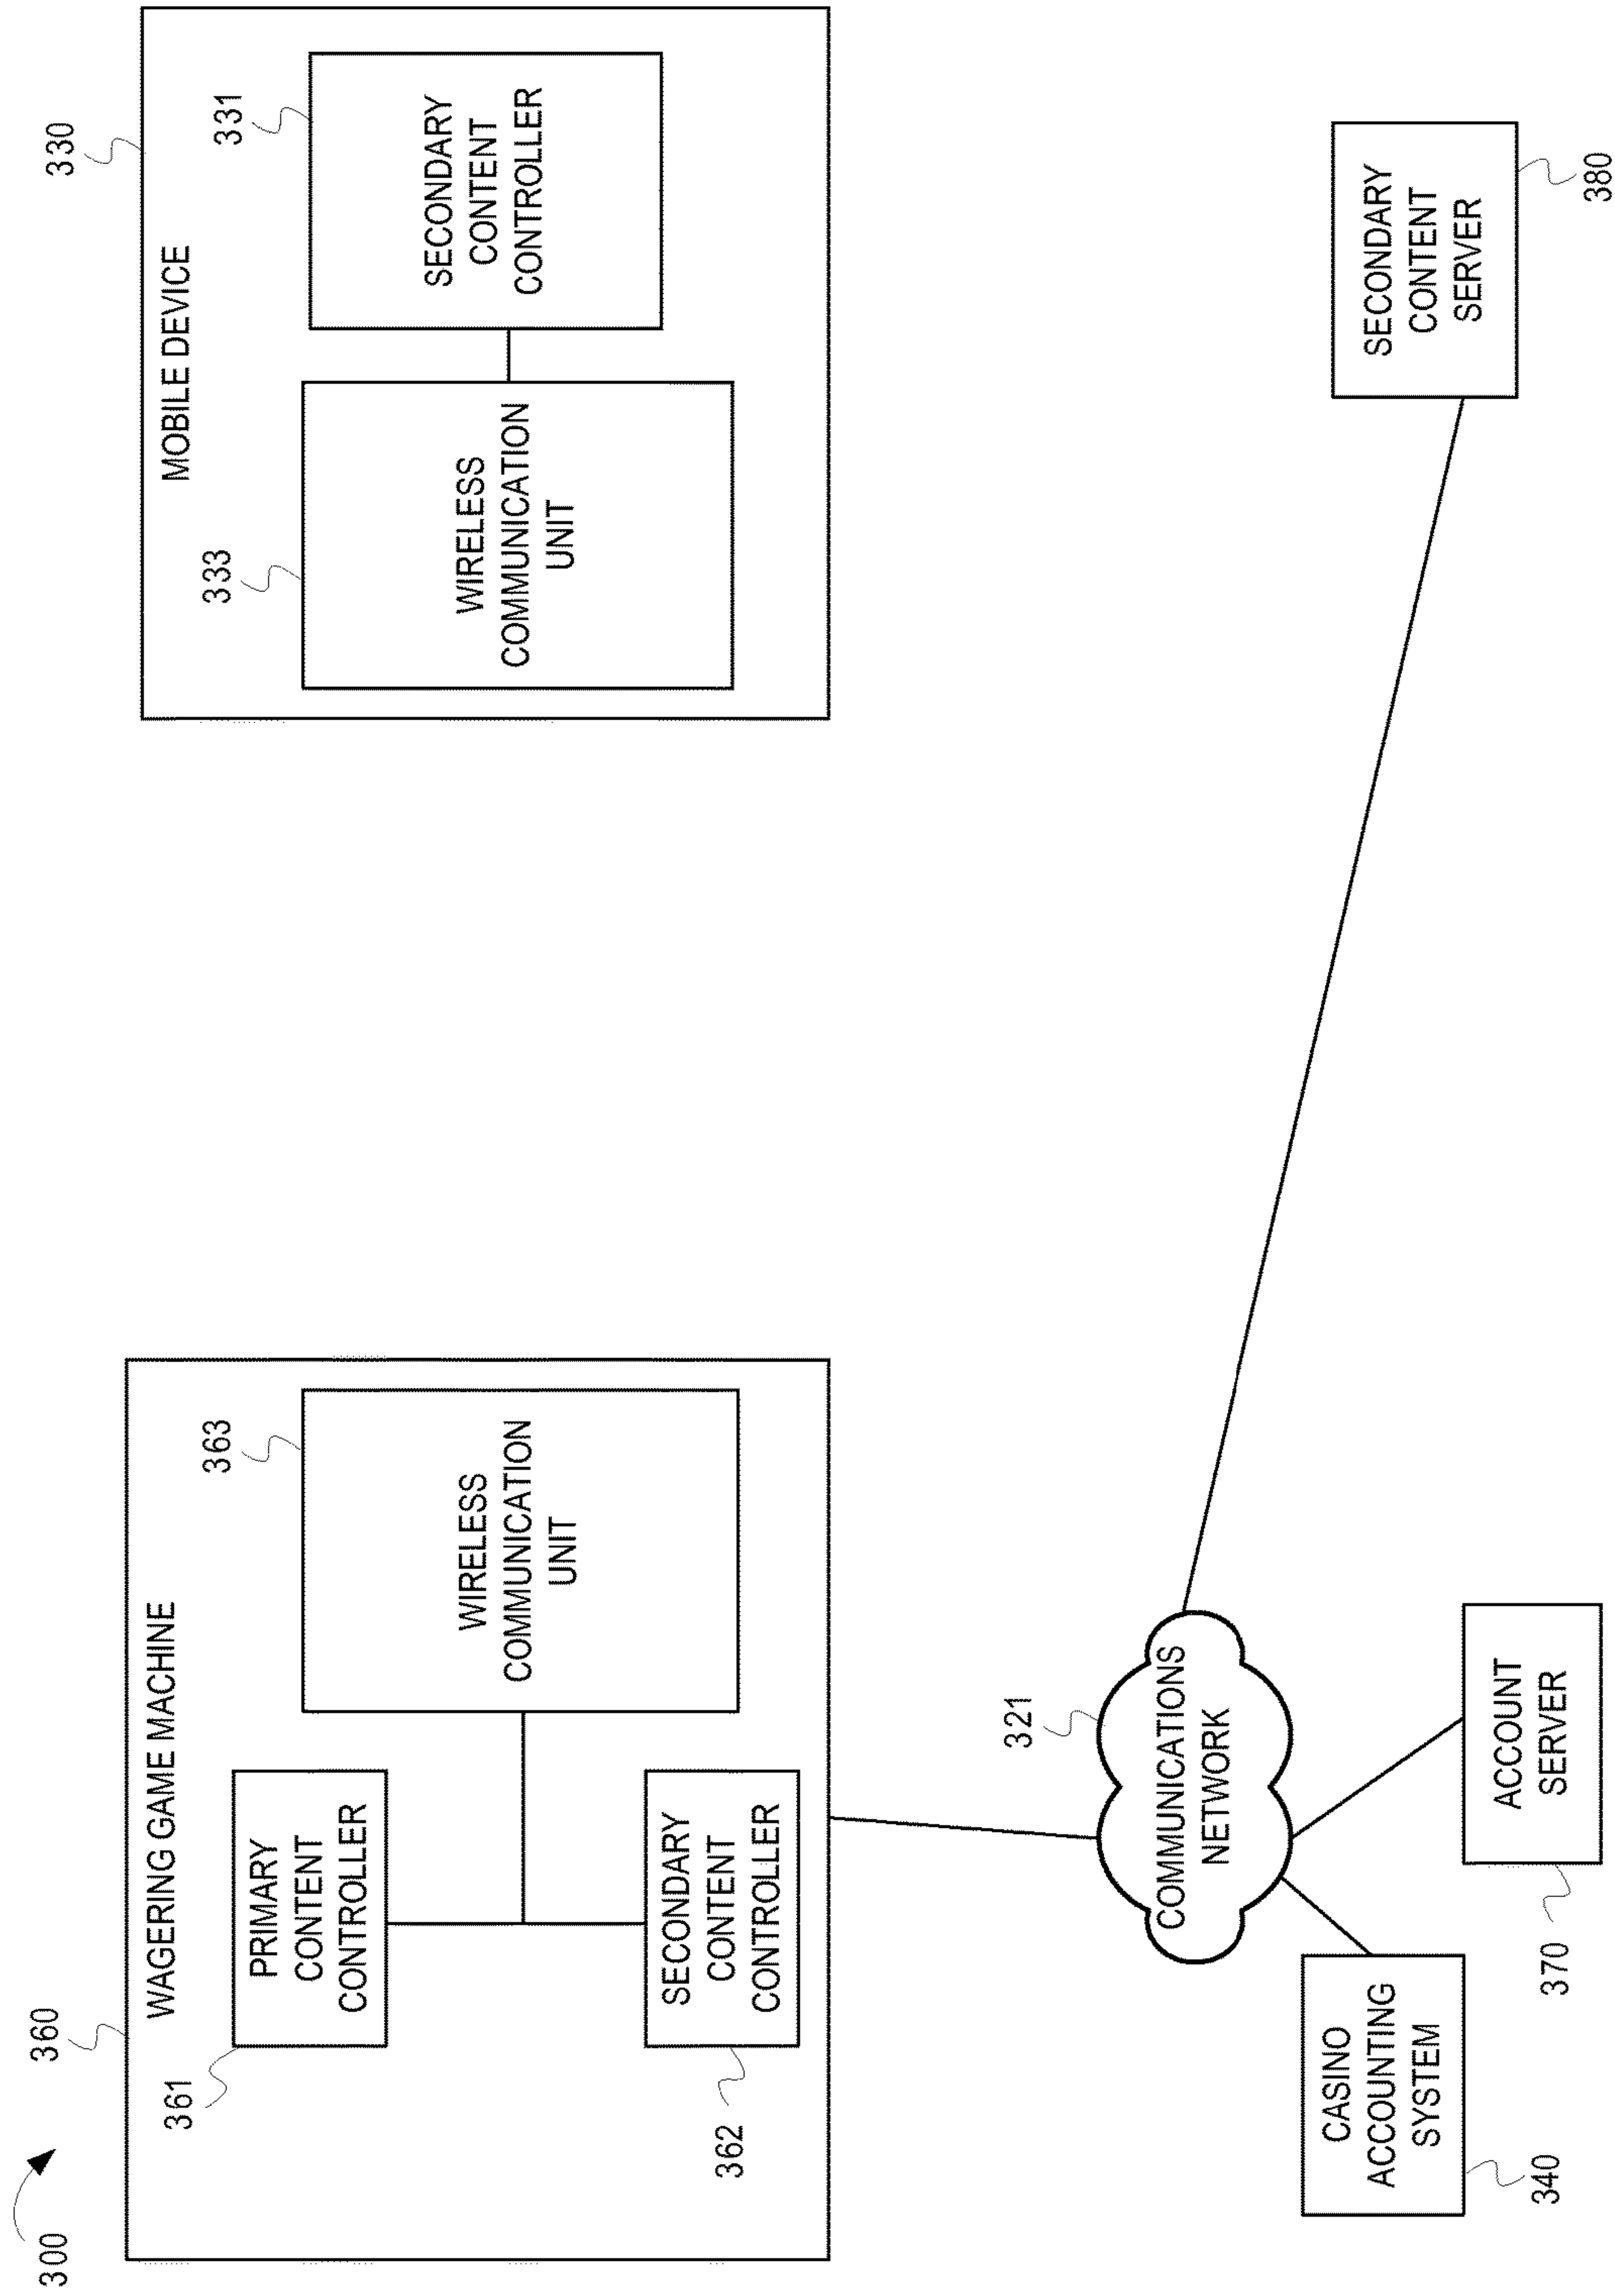 300
360
WAGERING GAME MACHINE
361
PRIMARY
CONTENT
CONTROLLER
363
WIRELESS
COMMUNICATION
UNIT
362
SECONDARY
CONTENT
CONTROLLER
330
MOBILE DEVICE
333
WIRELESS
COMMUNICATION
UNIT
331
SECONDARY
CONTENT
CONTROLLER
321
COMMUNICATIONS
NETWORK
CASINO
ACCOUNTING
SYSTEM
340
ACCOUNT
SERVER
370
SECONDARY
CONTENT
SERVER
380